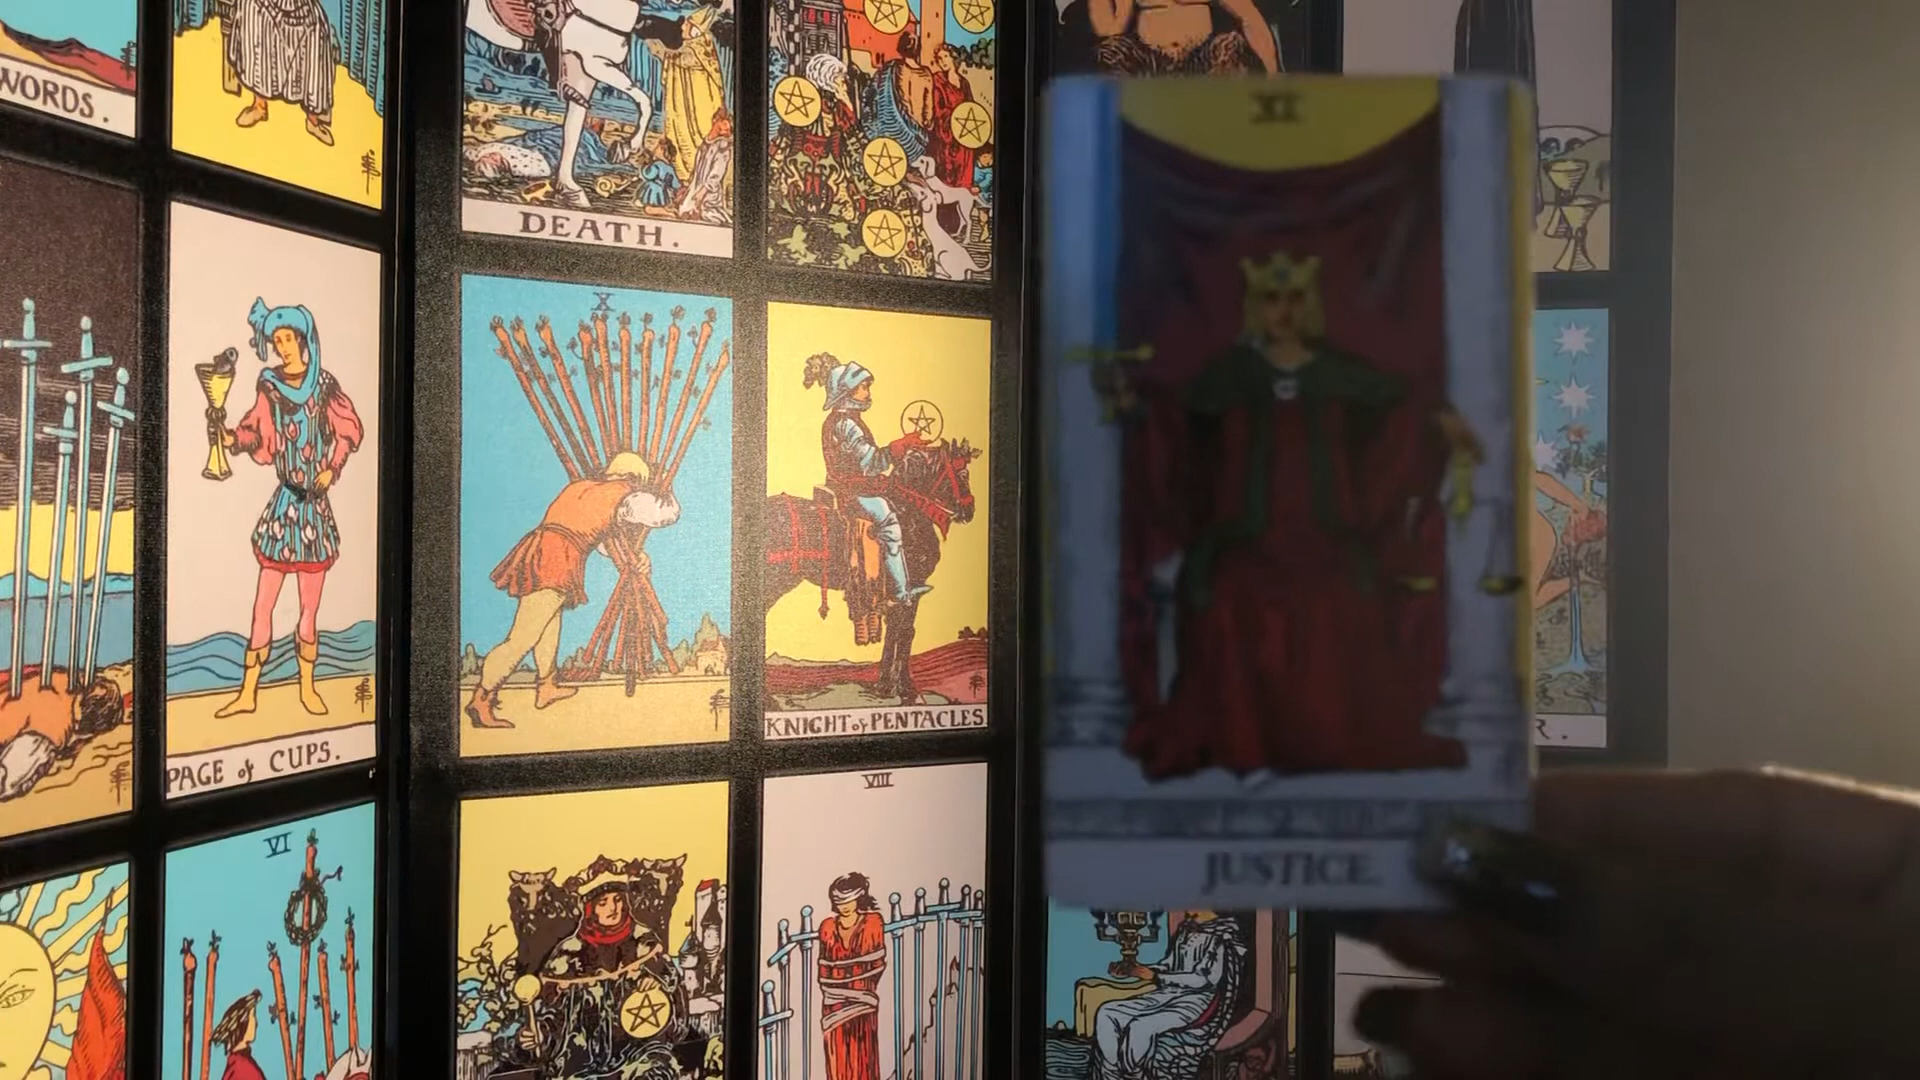 WORDS.
DEATH.
XI
X
PAGE of CUPS.
KNIGHT of PENTACLES
R.
VIII
VI
JUSTICE.